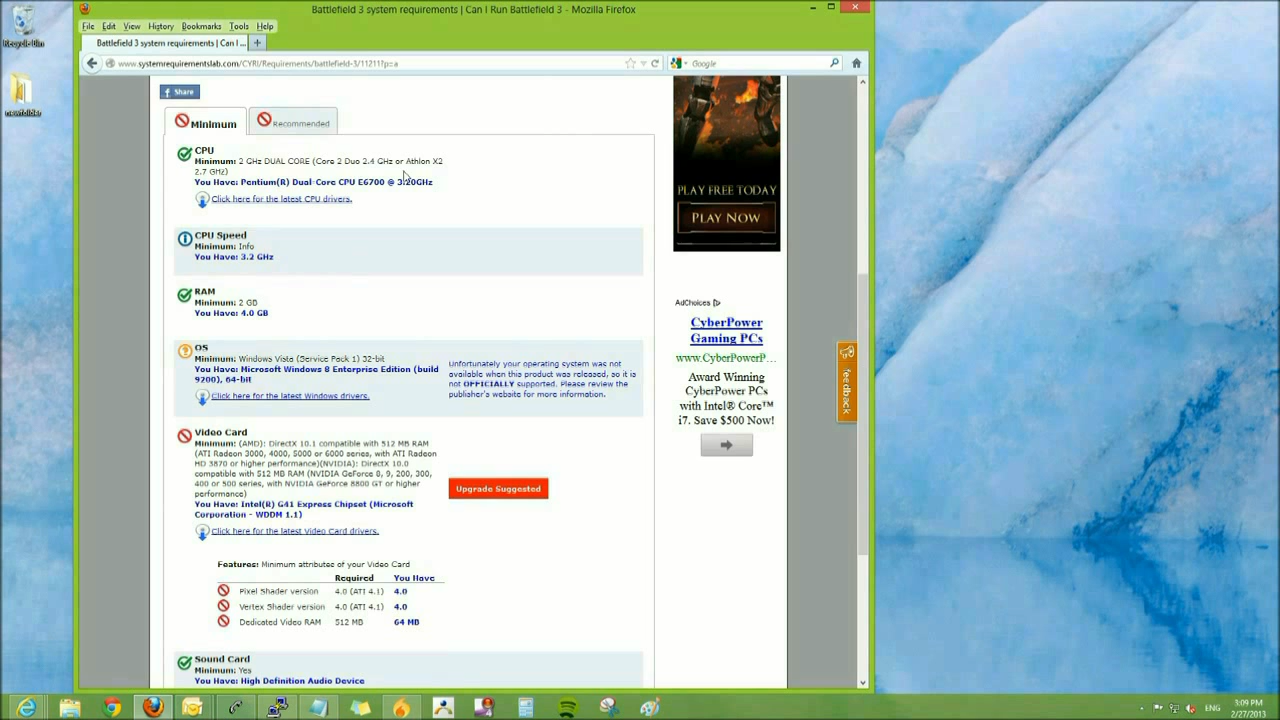 Battlefield 3 system requirements | Can I Run Battlefield 3 - Mozilla Firefox
File Edit View History Bookmarks Tools Help
Battlefield 3 system requirements | Can I ...
www.systemrequirementslab.com/CYRI/Requirements/battlefield-3/11211?p=a
Google
Recycle Bin
newfolder
Share
Minimum
Recommended
CPU
Minimum: 2 GHz DUAL CORE (Core 2 Duo 2.4 GHz or Athlon X2
2.7 GHz)
You Have: Pentium(R) Dual-Core CPU E6700 @ 3.20GHz
Click here for the latest CPU drivers.
CPU Speed
Minimum: Info
You Have: 3.2 GHz
RAM
Minimum: 2 GB
You Have: 4.0 GB
OS
Minimum: Windows Vista (Service Pack 1) 32-bit
You Have: Microsoft Windows 8 Enterprise Edition (build
9200), 64-bit
Click here for the latest Windows drivers.
Unfortunately your operating system was not
available when this product was released, so it is
not OFFICIALLY supported. Please review the
publisher's website for more information.
Video Card
Minimum: (AMD): DirectX 10.1 compatible with 512 MB RAM
(ATI Radeon 3000, 4000, 5000 or 6000 series, with ATI Radeon
HD 3870 or higher performance)(NVIDIA): DirectX 10.0
compatible with 512 MB RAM (NVIDIA GeForce 8, 9, 200, 300,
400 or 500 series, with NVIDIA GeForce 8800 GT or higher
performance)
You Have: Intel(R) G41 Express Chipset (Microsoft
Corporation - WDDM 1.1)
Click here for the latest Video Card drivers.
Upgrade Suggested
Features: Minimum attributes of your Video Card
Required You Have
Pixel Shader version 4.0 (ATI 4.1) 4.0
Vertex Shader version 4.0 (ATI 4.1) 4.0
Dedicated Video RAM 512 MB 64 MB
Sound Card
Minimum: Yes
You Have: High Definition Audio Device
PLAY FREE TODAY
PLAY NOW
AdChoices
CyberPower
Gaming PCs
www.CyberPowerP...
Award Winning
CyberPower PCs
with Intel® Core™
i7. Save $500 Now!
feedback
ENG
3:09 PM
2/27/2013